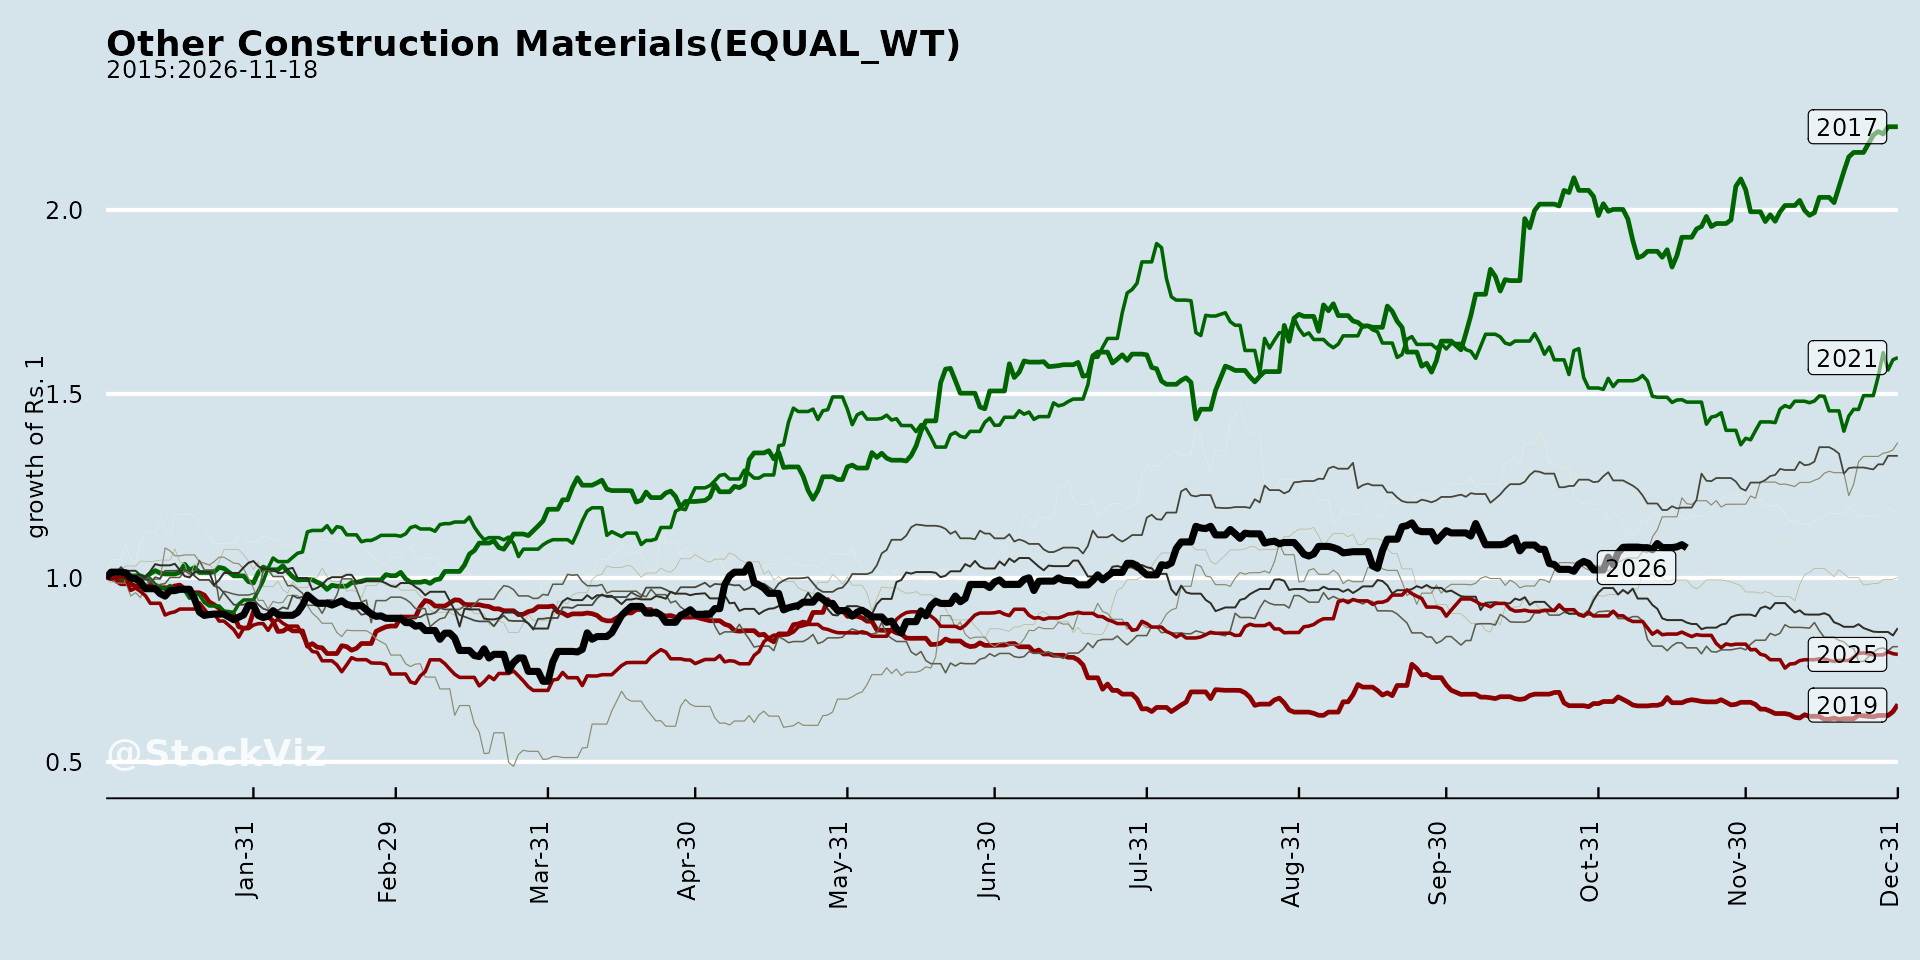 Other Construction Materials(EQUAL_WT)
2015:2026-11-18
growth of Rs. 1
2.0
1.5
1.0
0.5
2017
2021
2026
2025
2019
@StockViz
Jan-31
Feb-29
Mar-31
Apr-30
May-31
Jun-30
Jul-31
Aug-31
Sep-30
Oct-31
Nov-30
Dec-31